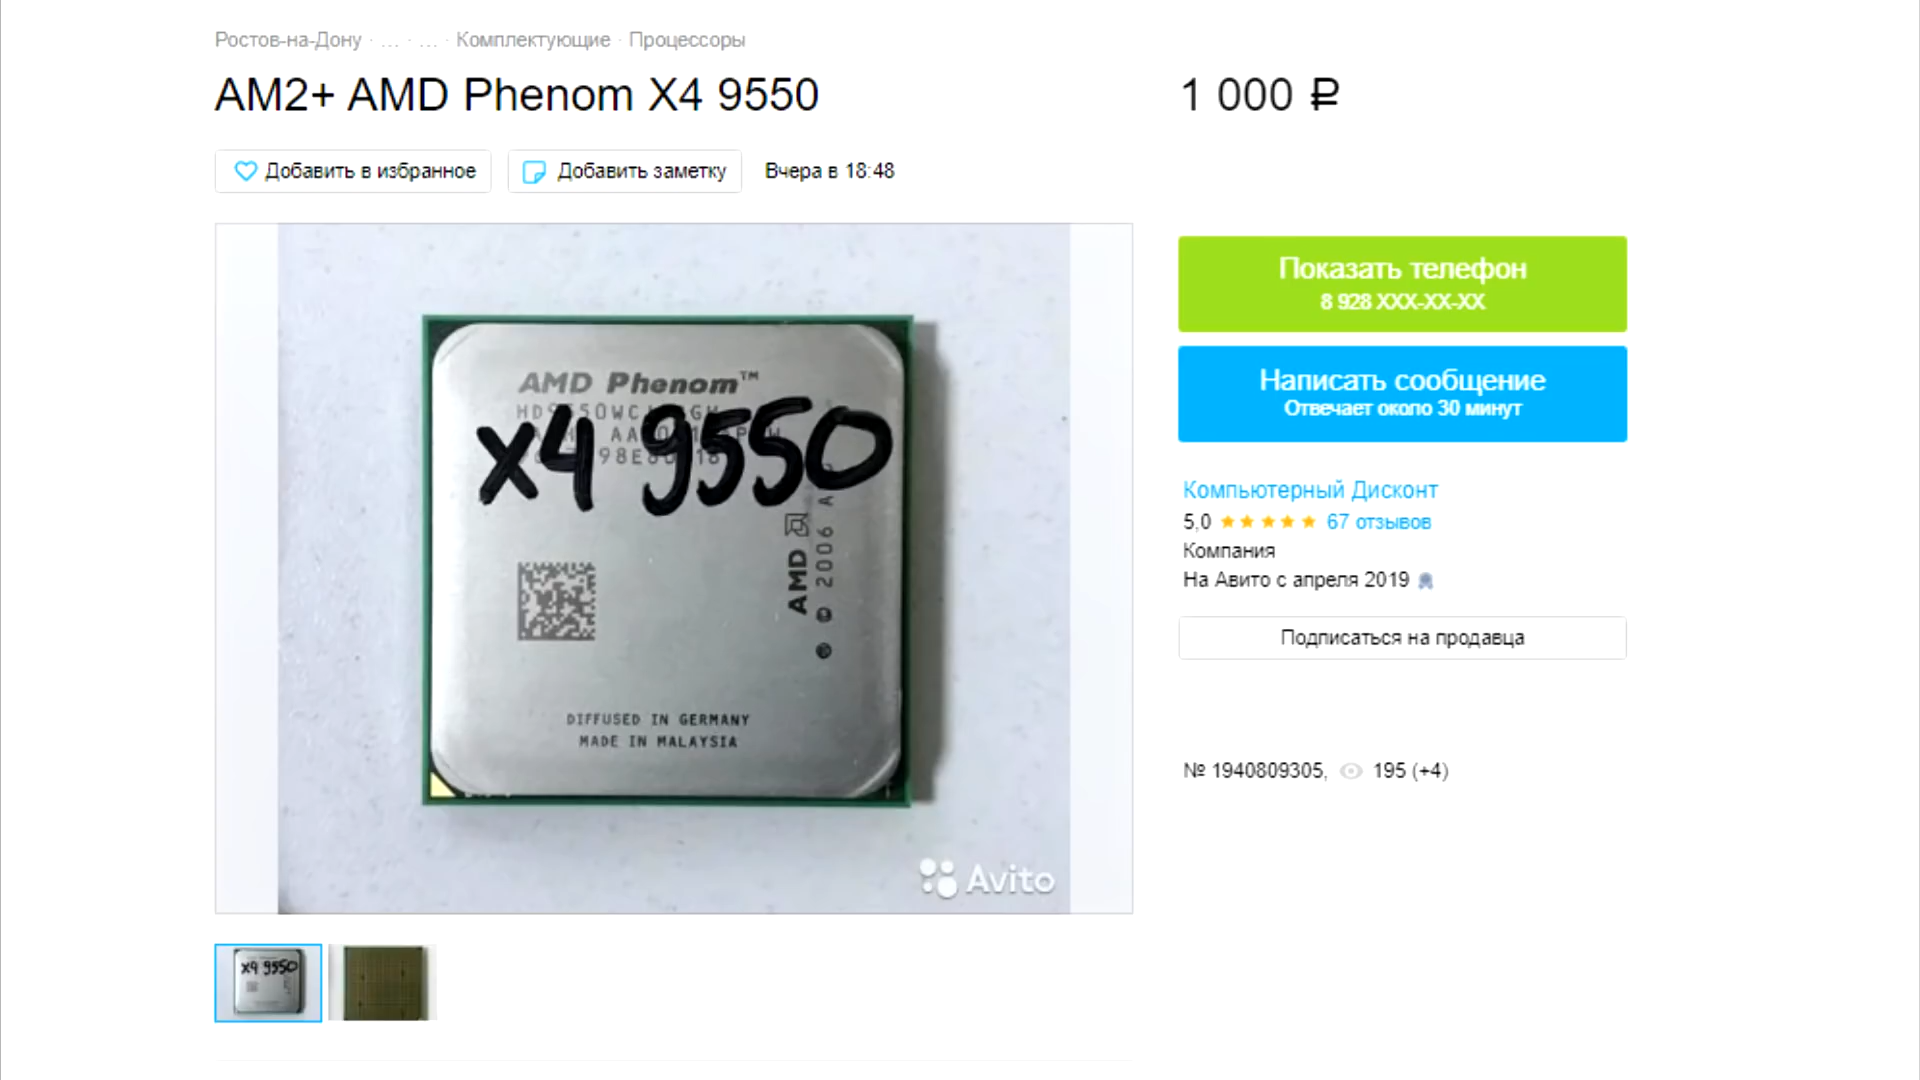 Ростов-на-Дону · ... · ... · Комплектующие · Процессоры
AM2+ AMD Phenom X4 9550
1 000 ₽
Добавить в избранное
Добавить заметку
Вчера в 18:48
Показать телефон
8 928 XXX-XX-XX
Написать сообщение
Отвечает около 30 минут
Компьютерный Дисконт
5,0 ★★★★★ 67 отзывов
Компания
На Авито с апреля 2019
Подписаться на продавца
№ 1940809305, 195 (+4)
AMD Phenom™
x4 9550
AMD
© 2006
DIFFUSED IN GERMANY
MADE IN MALAYSIA
Avito
x4 9550